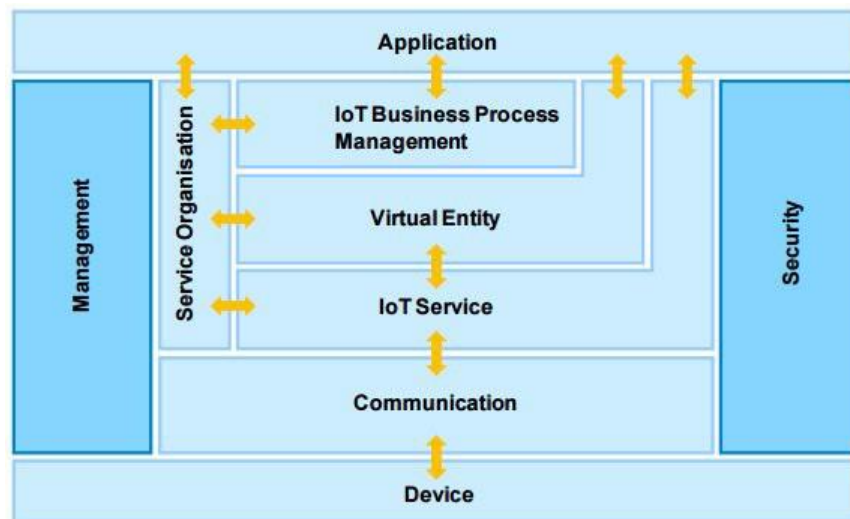 Application
Management
Service Organisation
IoT Business Process
Management
Virtual Entity
IoT Service
Security
Communication
Device